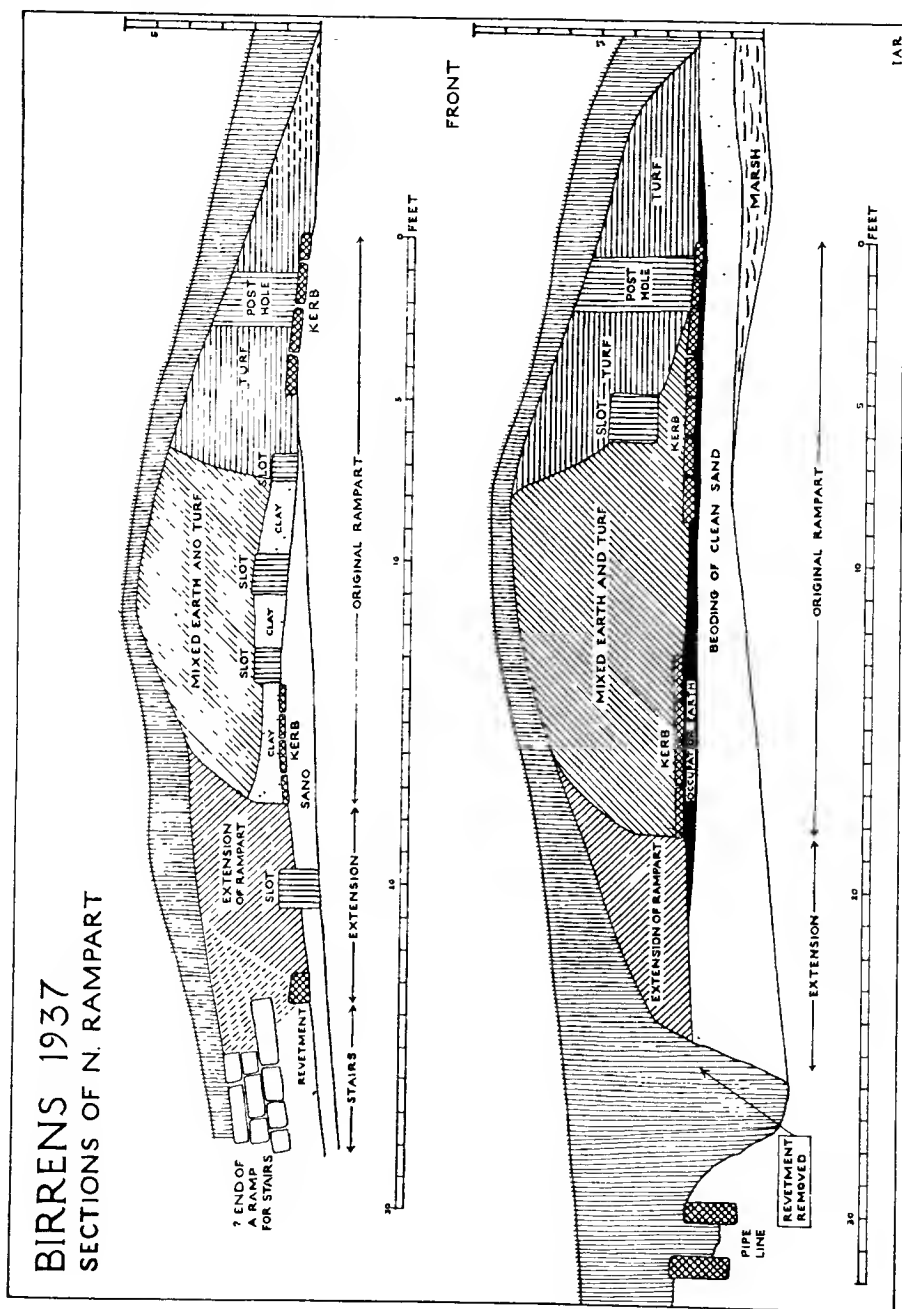 BIRRENS 1937
SECTIONS OF N. RAMPART
5
? END OF
A RAMP
FOR STAIRS
EXTENSION
OF RAMPART
SLOT
REVETMENT
MIXED EARTH AND TURF
CLAY
KERB
SAND
SLOT
CLAY
SLOT
CLAY
SLOT
TURF
POST
HOLE
KERB
STAIRS
EXTENSION
ORIGINAL RAMPART
30
20
10
5
0
FEET
FRONT
5
PIPE
LINE
REVETMENT
REMOVED
EXTENSION OF RAMPART
MIXED EARTH AND TURF
KERB
OCCUPATION EARTH
KERB
SLOT
TURF
POST
HOLE
TURF
BEDDING OF CLEAN SAND
MARSH
EXTENSION
ORIGINAL RAMPART
30
20
10
5
0
FEET